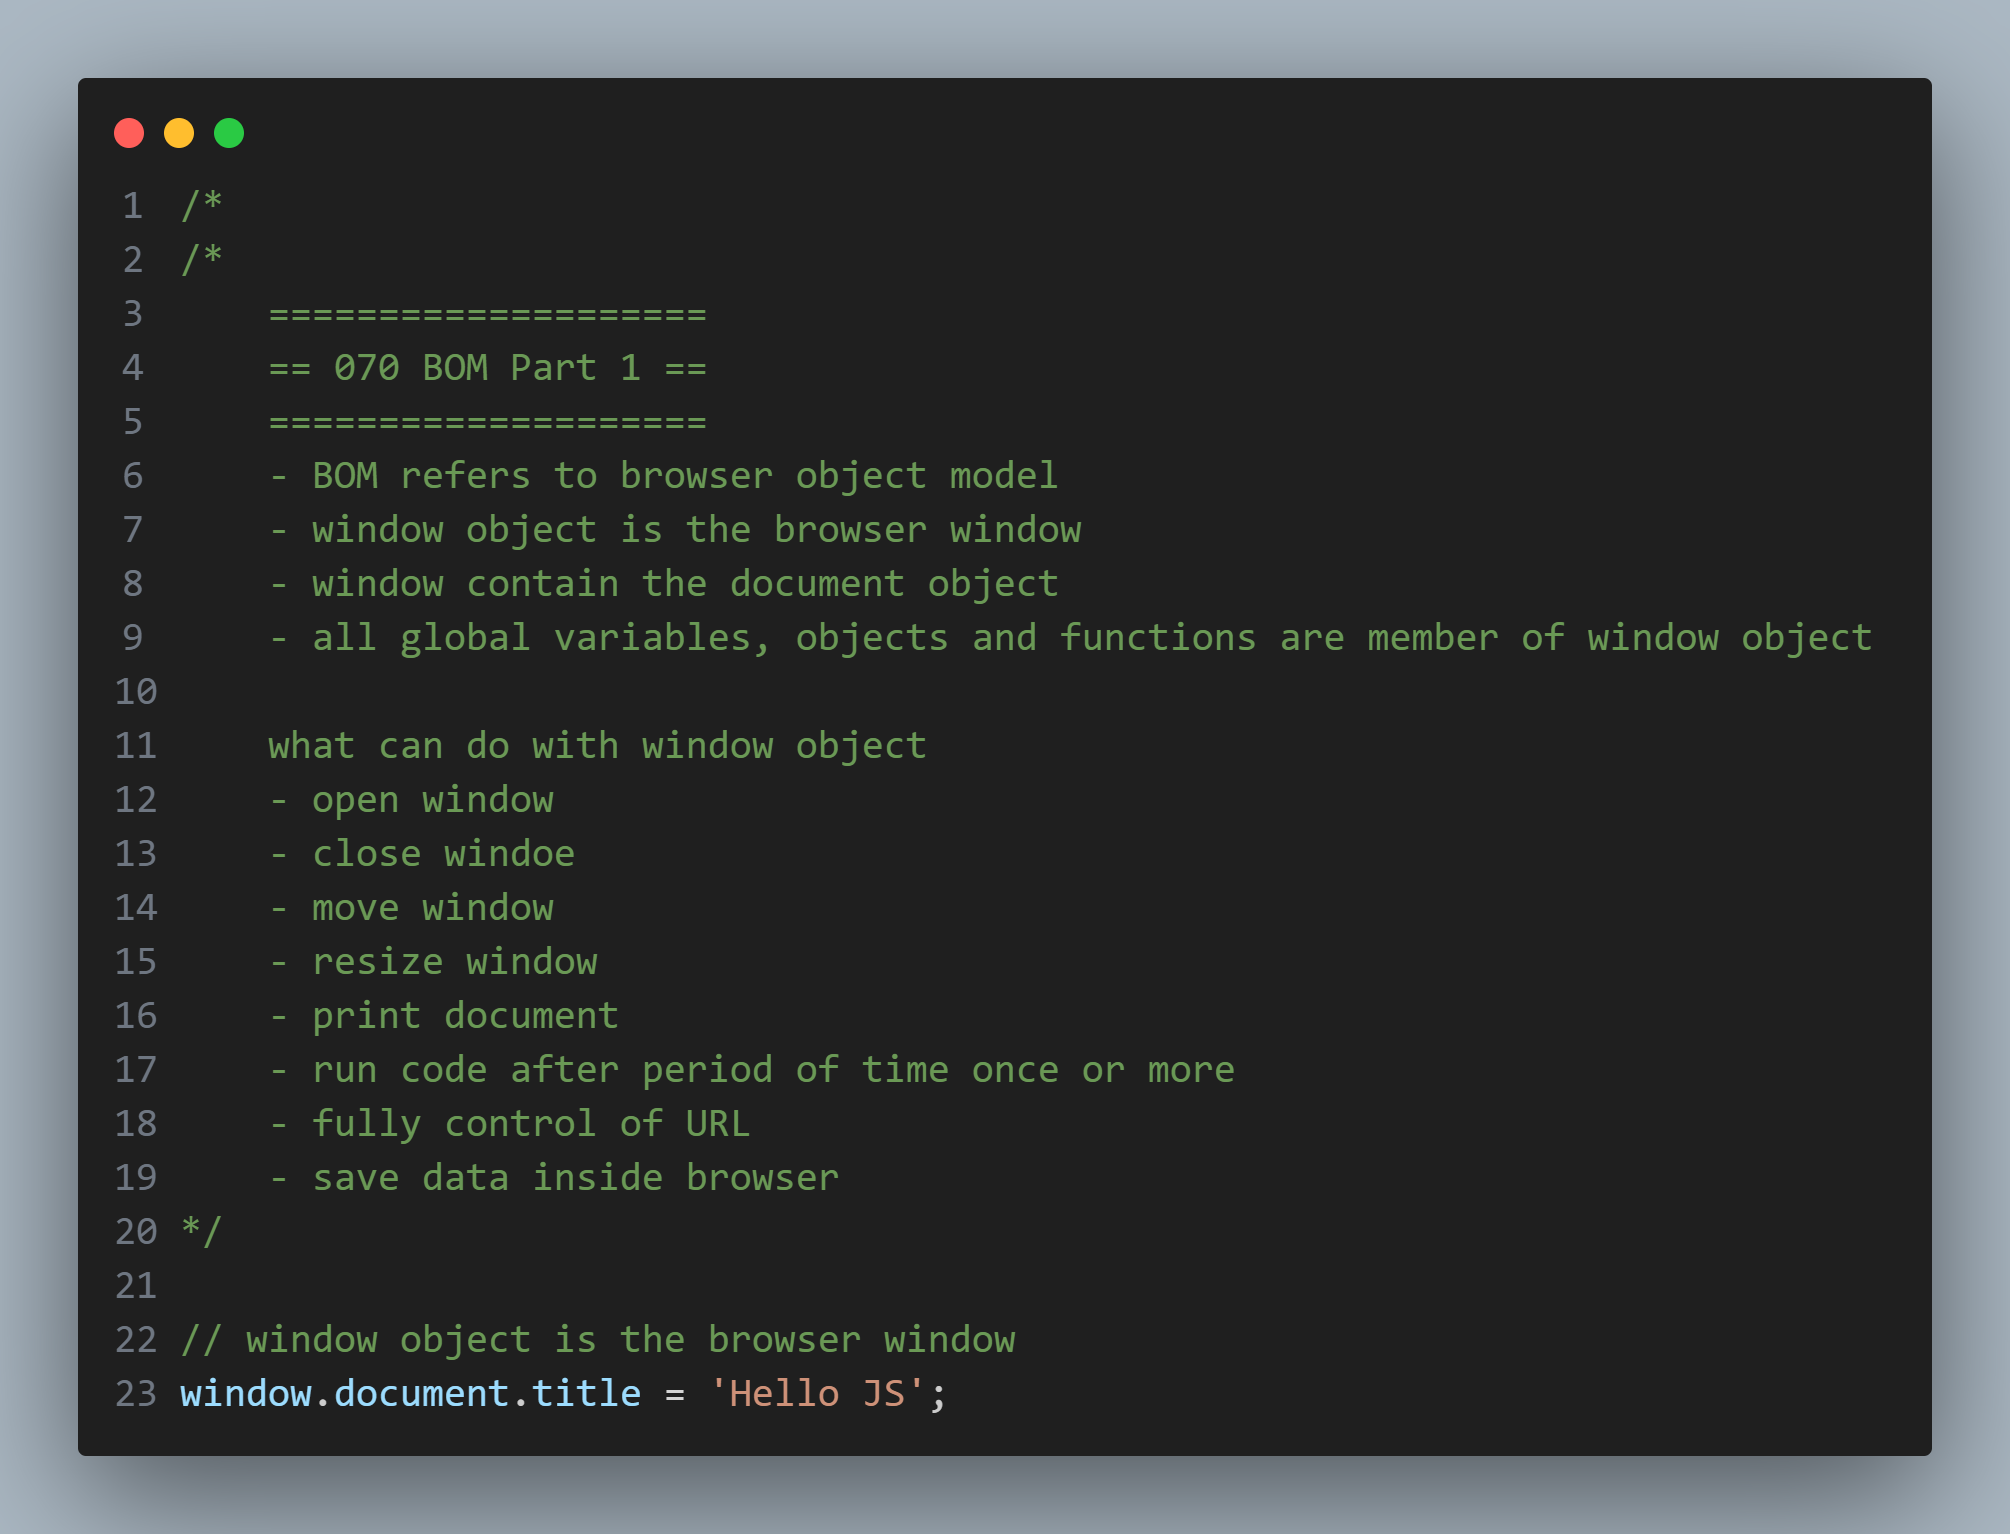 1 /*
2 /*
3     ====================
4     == 070 BOM Part 1 ==
5     ====================
6     - BOM refers to browser object model
7     - window object is the browser window
8     - window contain the document object
9     - all global variables, objects and functions are member of window object
10
11     what can do with window object
12     - open window
13     - close windoe
14     - move window
15     - resize window
16     - print document
17     - run code after period of time once or more
18     - fully control of URL
19     - save data inside browser
20 */
21
22 // window object is the browser window
23 window.document.title = 'Hello JS';